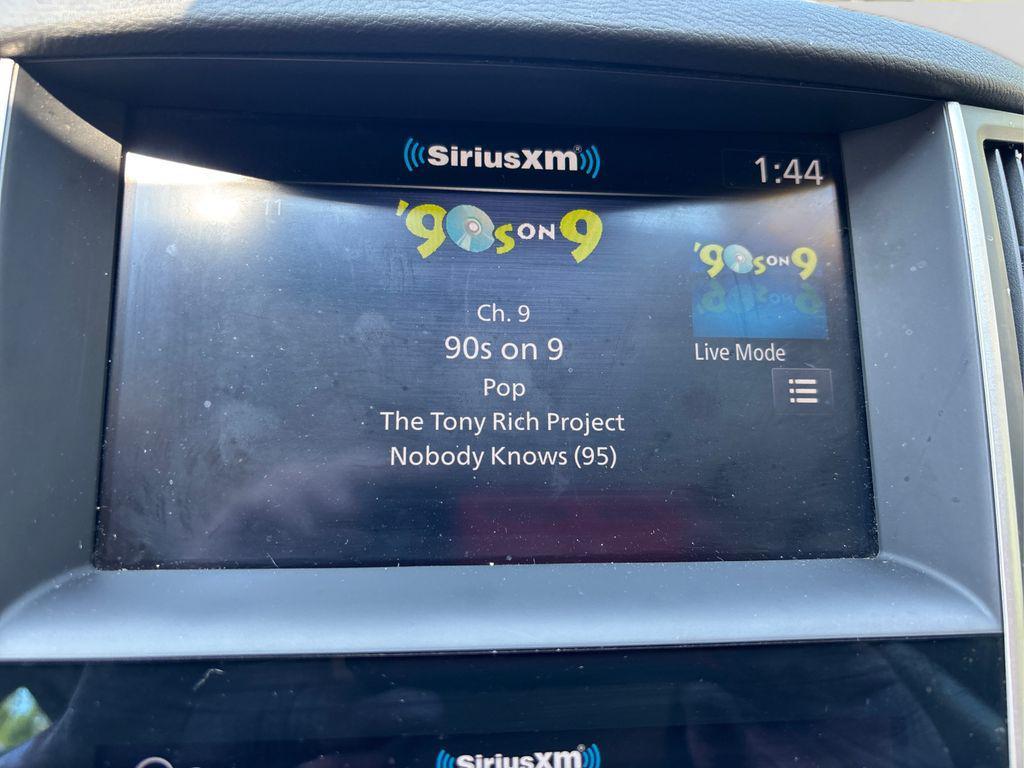 SiriusXM
1:44
11
'90s ON 9
'90s ON 9
Ch. 9
90s on 9
Live Mode
Pop
The Tony Rich Project
Nobody Knows (95)
SiriusXM